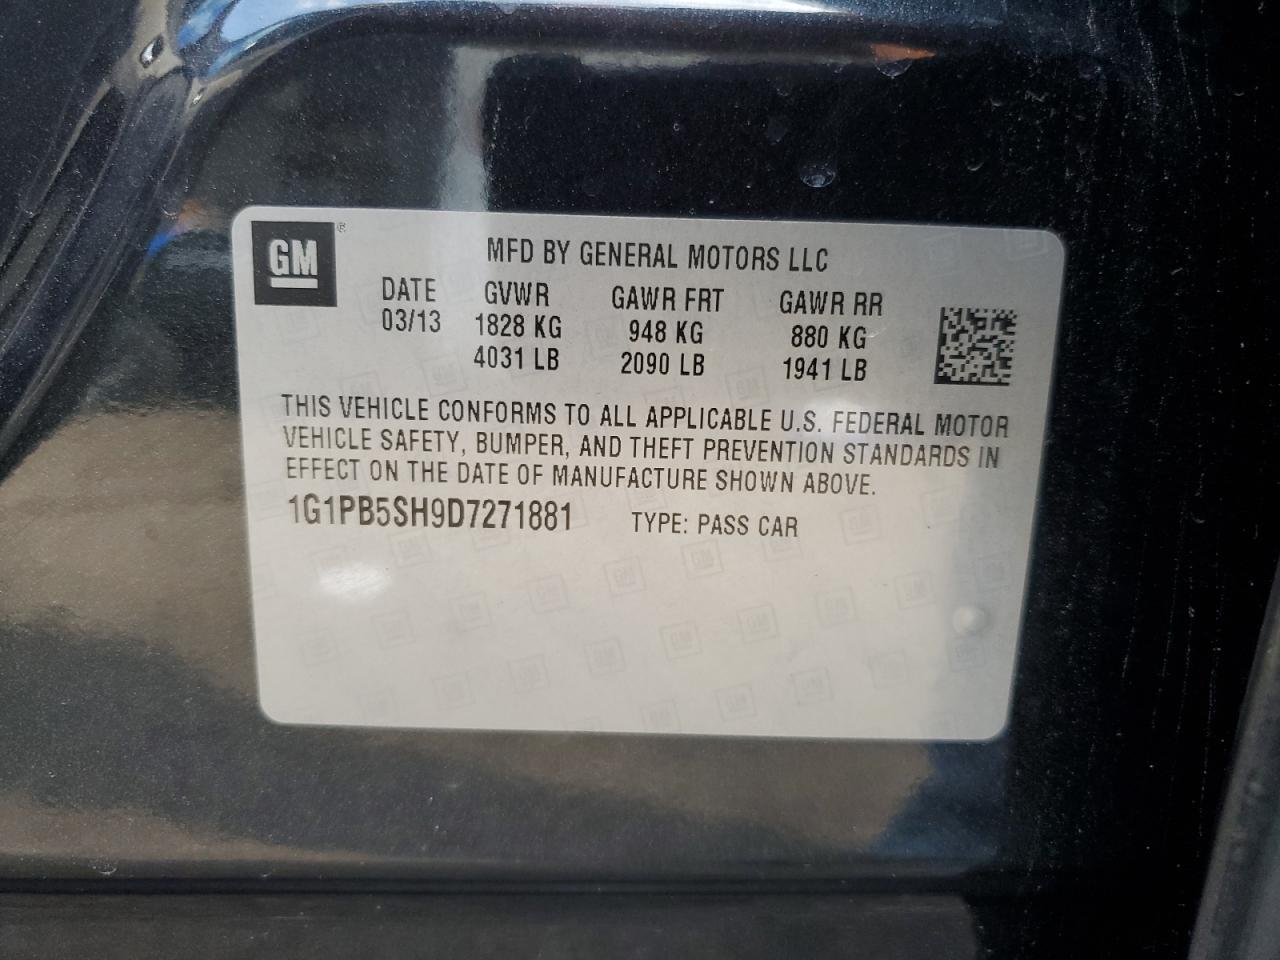 GM®
MFD BY GENERAL MOTORS LLC
DATE GVWR GAWR FRT GAWR RR
03/13 1828 KG 948 KG 880 KG
4031 LB 2090 LB 1941 LB
THIS VEHICLE CONFORMS TO ALL APPLICABLE U.S. FEDERAL MOTOR
VEHICLE SAFETY, BUMPER, AND THEFT PREVENTION STANDARDS IN
EFFECT ON THE DATE OF MANUFACTURE SHOWN ABOVE.
1G1PB5SH9D7271881 TYPE: PASS CAR